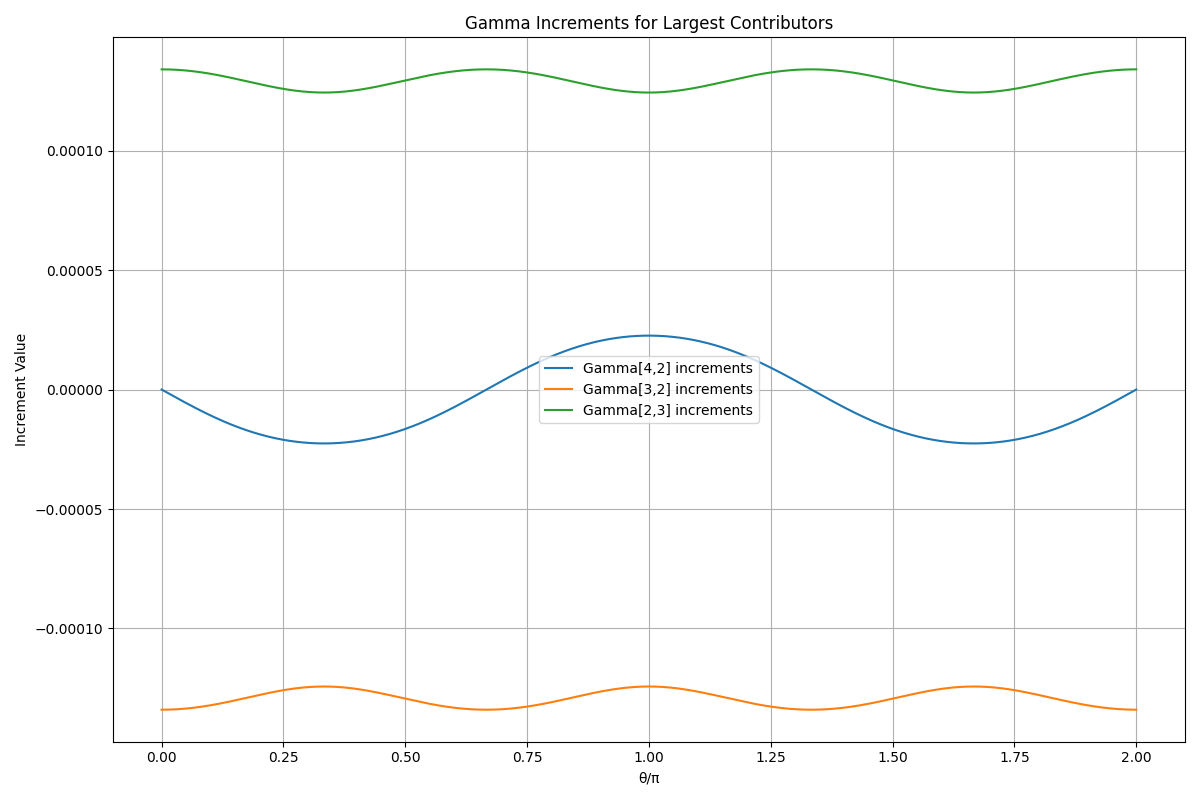 Gamma Increments for Largest Contributors
Increment Value
0.00010
0.00005
0.00000
−0.00005
−0.00010
Gamma[4,2] increments
Gamma[3,2] increments
Gamma[2,3] increments
0.00 0.25 0.50 0.75 1.00 1.25 1.50 1.75 2.00
θ/π